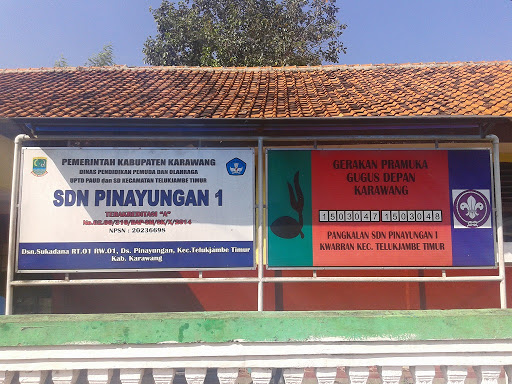 PEMERINTAH KABUPATEN KARAWANG
DINAS PENDIDIKAN PEMUDA DAN OLAHRAGA
UPTD PAUD dan SD KECAMATAN TELUKJAMBE TIMUR
SDN PINAYUNGAN 1
TERAKREDITASI "A"
NPSN : 20236698
Dsn.Sukadana RT.01 RW.01, Ds. Pinayungan, Kec.Telukjambe Timur
Kab. Karawang
GERAKAN PRAMUKA
GUGUS DEPAN
KARAWANG
1503047 1503048
PANGKALAN SDN PINAYUNGAN 1
KWARRAN KEC. TELUKJAMBE TIMUR